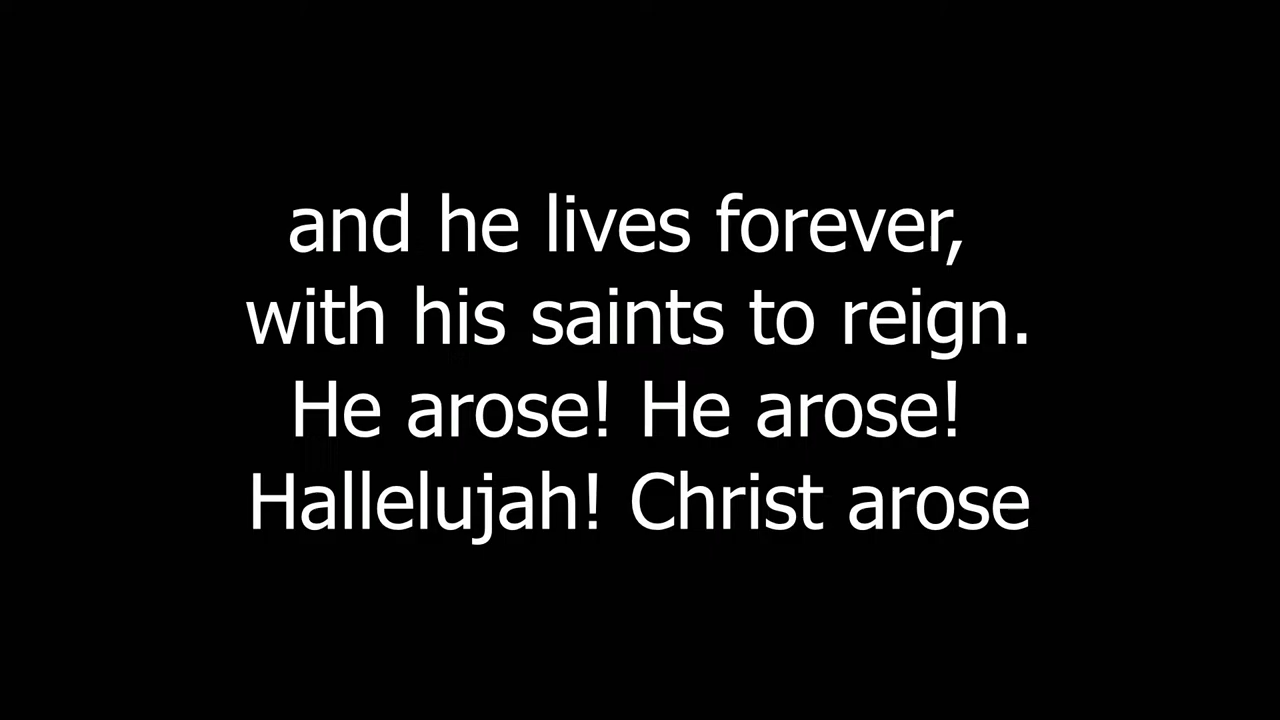 and he lives forever,
with his saints to reign.
He arose! He arose!
Hallelujah! Christ arose